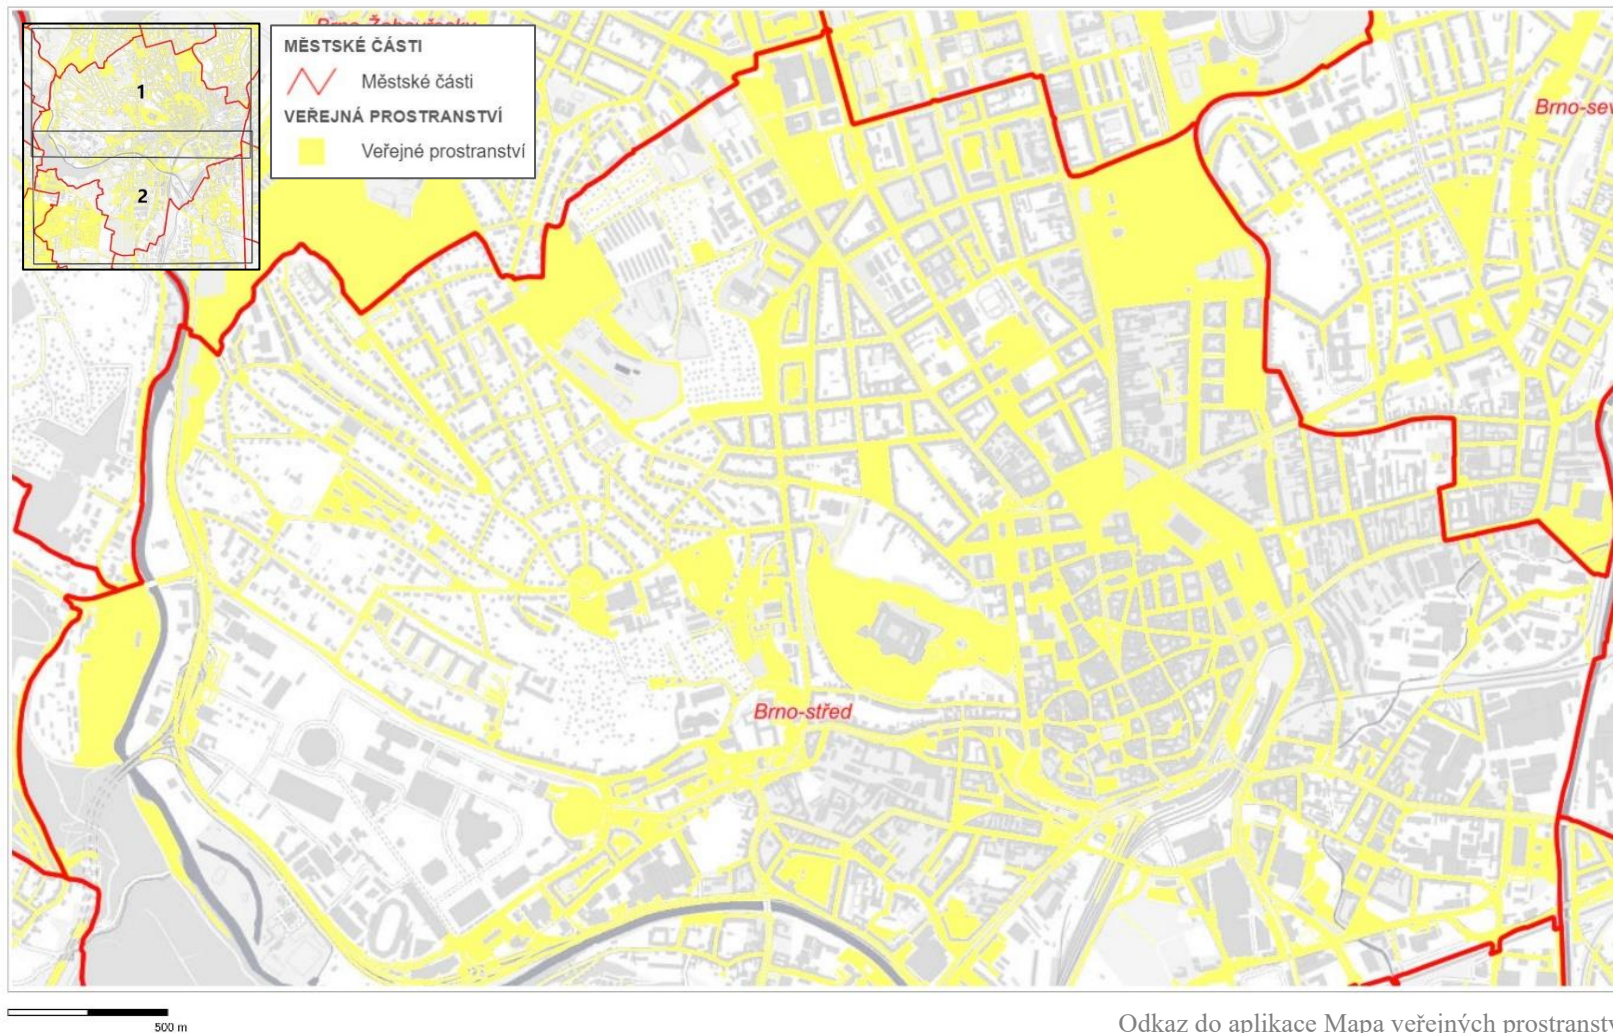 MĚSTSKÉ ČÁSTI
Městské části
VEŘEJNÁ PROSTRANSTVÍ
Veřejné prostranství
1
2
Brno-sev
Brno-střed
500 m
Odkaz do aplikace Mapa veřejných prostranstv